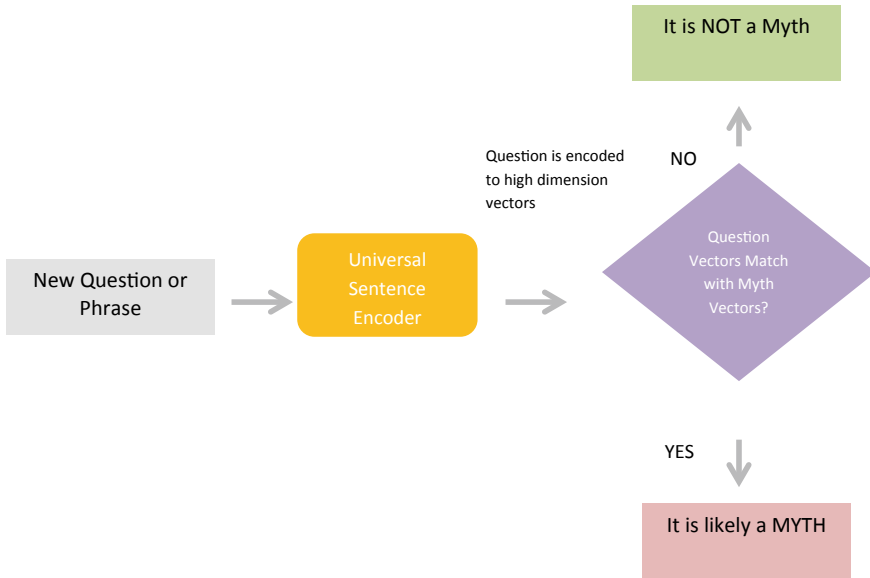 It is NOT a Myth
Question is encoded
to high dimension
vectors
NO
Question
Vectors Match
with Myth
Vectors?
Universal
Sentence
Encoder
New Question or
Phrase
YES
It is likely a MYTH